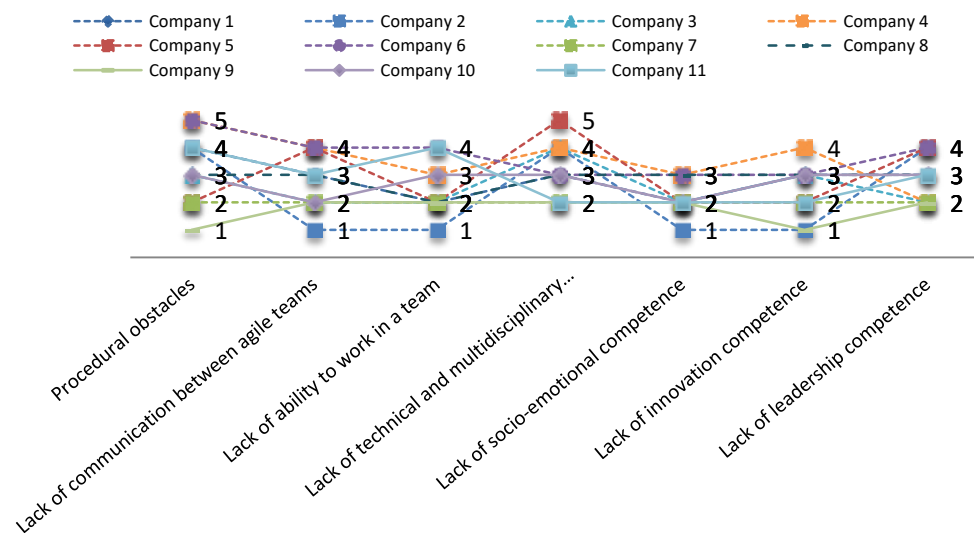 Company 1 Company 2 Company 3 Company 4
Company 5 Company 6 Company 7 Company 8
Company 9 Company 10 Company 11
5 5
4 4 4 4 4 4
3 3 3 3 3 3 3
2 2 2 2 2 2 2
1 1 1 1 1
Procedural obstacles
Lack of communication between agile teams
Lack of ability to work in a team
Lack of technical and multidisciplinary...
Lack of socio-emotional competence
Lack of innovation competence
Lack of leadership competence